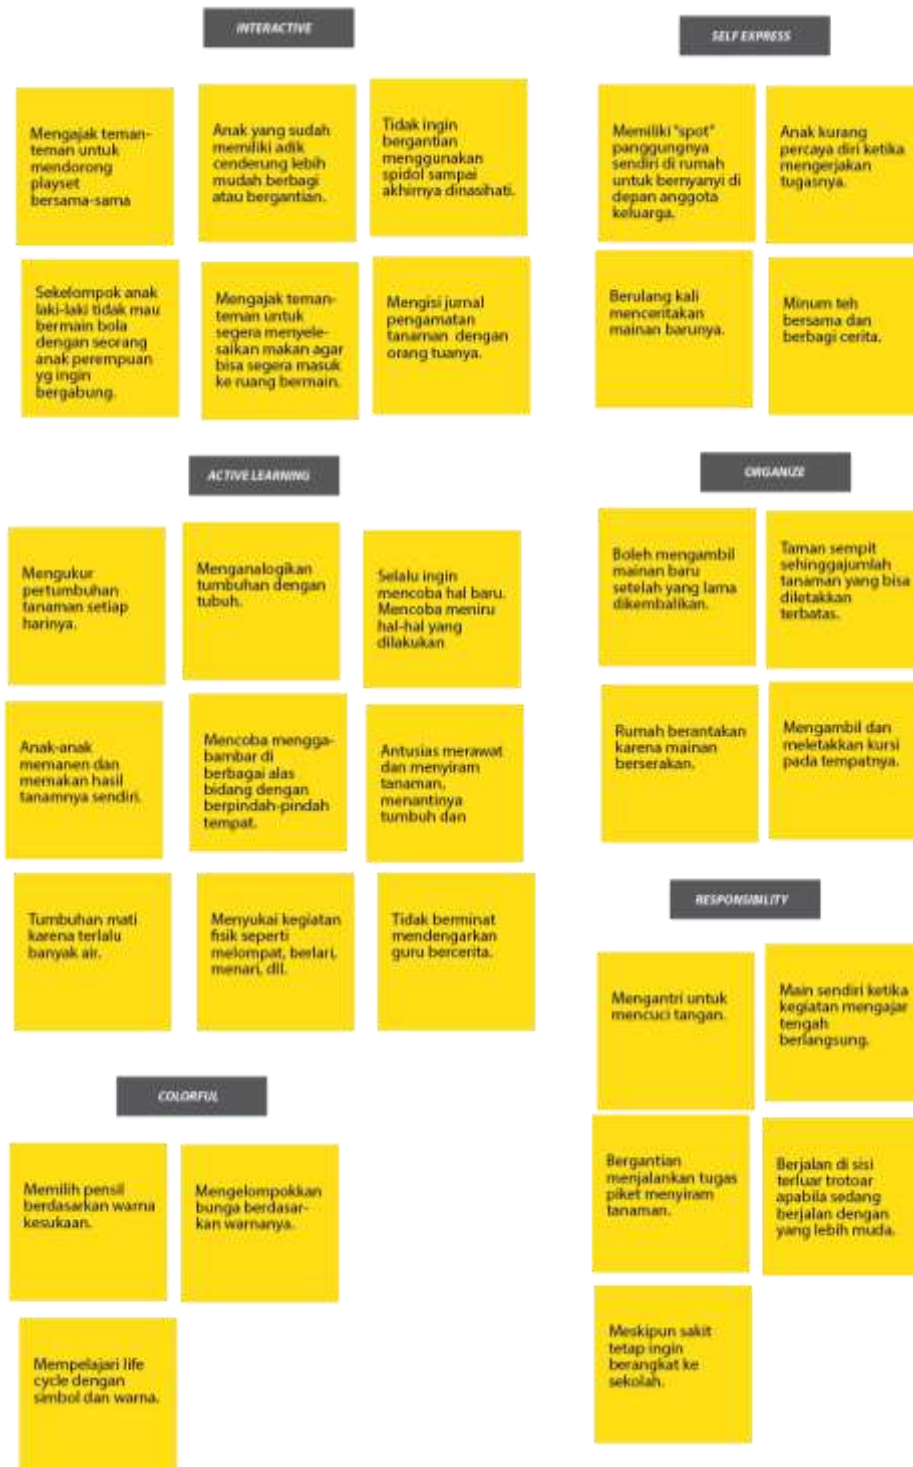 INTERACTIVE
Mengajak teman-
teman untuk
mendorong
playset
bersama-sama
Anak yang sudah
memiliki adik
cenderung lebih
mudah berbagi
atau bergantian.
Tidak ingin
bergantian
menggunakan
spidol sampai
akhirnya dinasihati.
Sekelompok anak
laki-laki tidak mau
bermain bola
dengan seorang
anak perempuan
yg ingin
bergabung.
Mengajak teman-
teman untuk
segera menyele-
saikan makan agar
bisa segera masuk
ke ruang bermain.
Mengisi jurnal
pengamatan
tanaman dengan
orang tuanya.
SELF EXPRESS
Memiliki "spot"
panggungnya
sendiri di rumah
untuk bernyanyi di
depan anggota
keluarga.
Anak kurang
percaya diri ketika
mengerjakan
tugasnya.
Berulang kali
menceritakan
mainan barunya.
Minum teh
bersama dan
berbagi cerita.
ACTIVE LEARNING
Mengukur
pertumbuhan
tanaman setiap
harinya.
Menganalogikan
tumbuhan dengan
tubuh.
Selalu ingin
mencoba hal baru.
Mencoba meniru
hal-hal yang
dilakukan
Anak-anak
memanen dan
memakan hasil
tanamnya sendiri.
Mencoba mengga-
bambar di
berbagai alas
bidang dengan
berpindah-pindah
tempat.
Antusias merawat
dan menyiram
tanaman,
menantinya
tumbuh dan
Tumbuhan mati
karena terlalu
banyak air.
Menyukai kegiatan
fisik seperti
melompat, berlari,
menari, dll.
Tidak berminat
mendengarkan
guru bercerita.
ORGANIZE
Boleh mengambil
mainan baru
setelah yang lama
dikembalikan.
Taman sempit
sehinggajumlah
tanaman yang bisa
diletakkan
terbatas.
Rumah berantakan
karena mainan
berserakan.
Mengambil dan
meletakkan kursi
pada tempatnya.
COLORFUL
Memilih pensil
berdasarkan warna
kesukaan.
Mengelompokkan
bunga berdasar-
kan warnanya.
Mempelajari life
cycle dengan
simbol dan warna.
RESPONSIBILITY
Mengantri untuk
mencuci tangan.
Main sendiri ketika
kegiatan mengajar
tengah
berlangsung.
Bergantian
menjalankan tugas
piket menyiram
tanaman.
Berjalan di sisi
terluar trotoar
apabila sedang
berjalan dengan
yang lebih muda.
Meskipun sakit
tetap ingin
berangkat ke
sekolah.